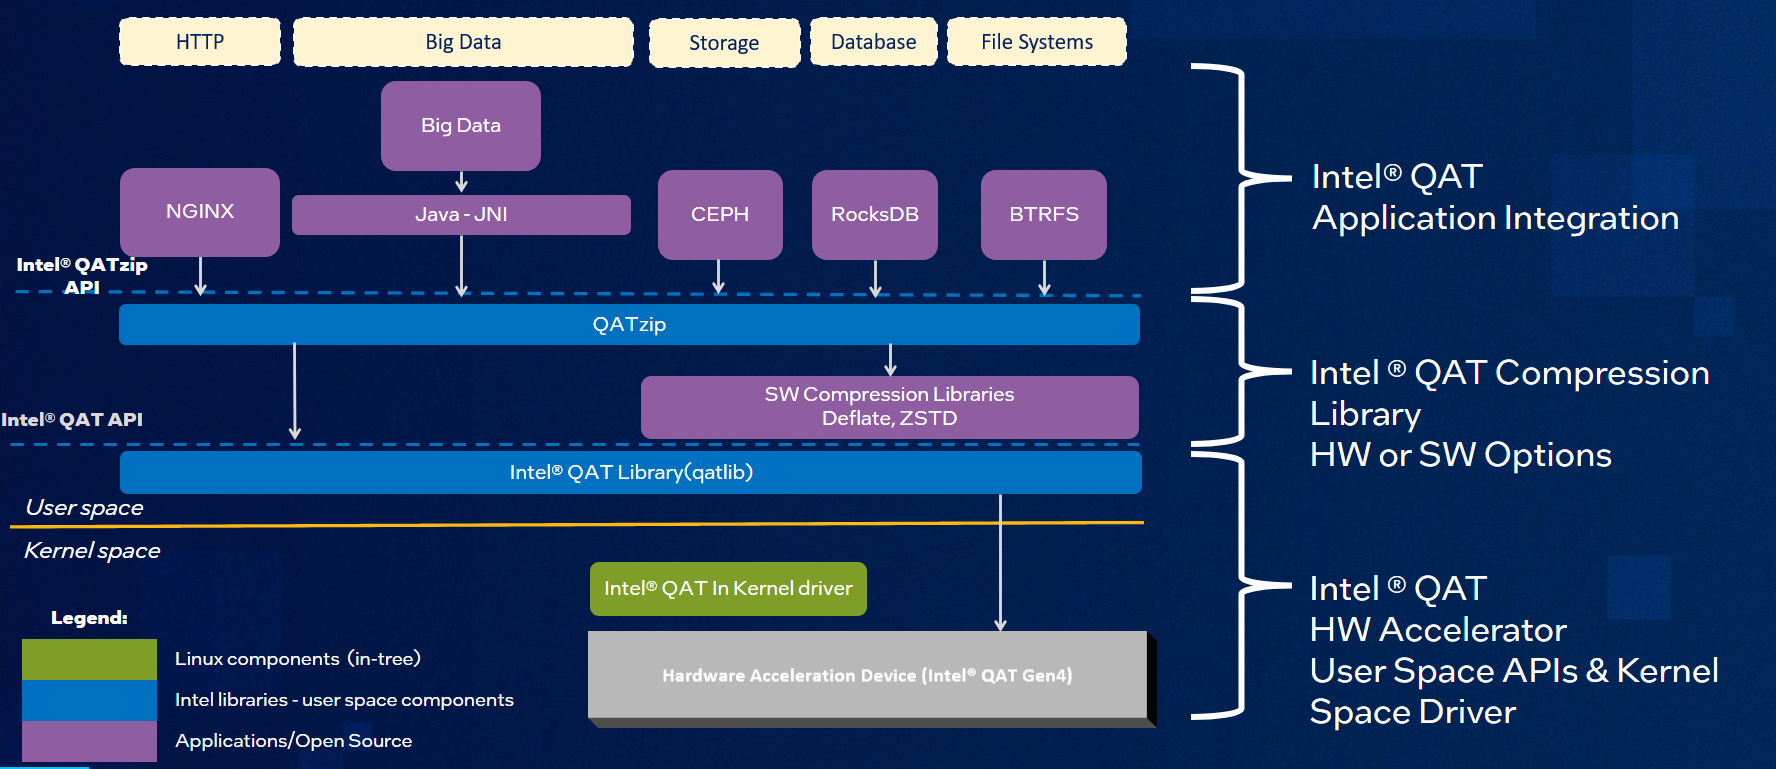 HTTP
Big Data
Storage
Database
File Systems
Big Data
NGINX
Java - JNI
CEPH
RocksDB
BTRFS
Intel® QATzip
API
QATzip
SW Compression Libraries
Deflate, ZSTD
Intel® QAT API
Intel® QAT Library(qatlib)
User space
Kernel space
Intel® QAT In Kernel driver
Hardware Acceleration Device (Intel® QAT Gen4)
Legend:
Linux components (in-tree)
Intel libraries - user space components
Applications/Open Source
Intel® QAT
Application Integration
Intel ® QAT Compression
Library
HW or SW Options
Intel ® QAT
HW Accelerator
User Space APIs & Kernel
Space Driver